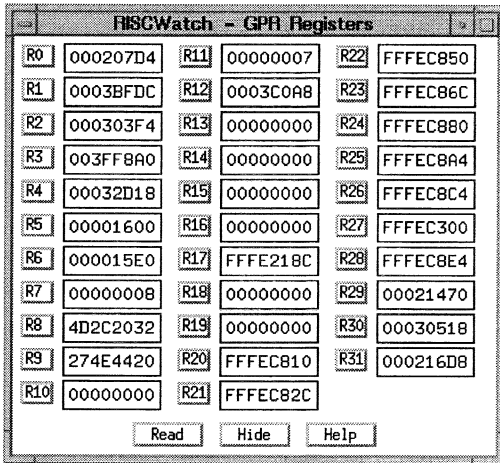 RISCWatch - GPR Registers
R0 000207D4 R11 00000007 R22 FFFEC850
R1 0003BFDC R12 0003C0A8 R23 FFFEC86C
R2 000303F4 R13 00000000 R24 FFFEC880
R3 003FF8A0 R14 00000000 R25 FFFEC8A4
R4 00032D18 R15 00000000 R26 FFFEC8C4
R5 00001600 R16 00000000 R27 FFFEC300
R6 000015E0 R17 FFFE218C R28 FFFEC8E4
R7 00000008 R18 00000000 R29 00021470
R8 4D2C2032 R19 00000000 R30 00030518
R9 274E4420 R20 FFFEC810 R31 000216D8
R10 00000000 R21 FFFEC82C
Read Hide Help